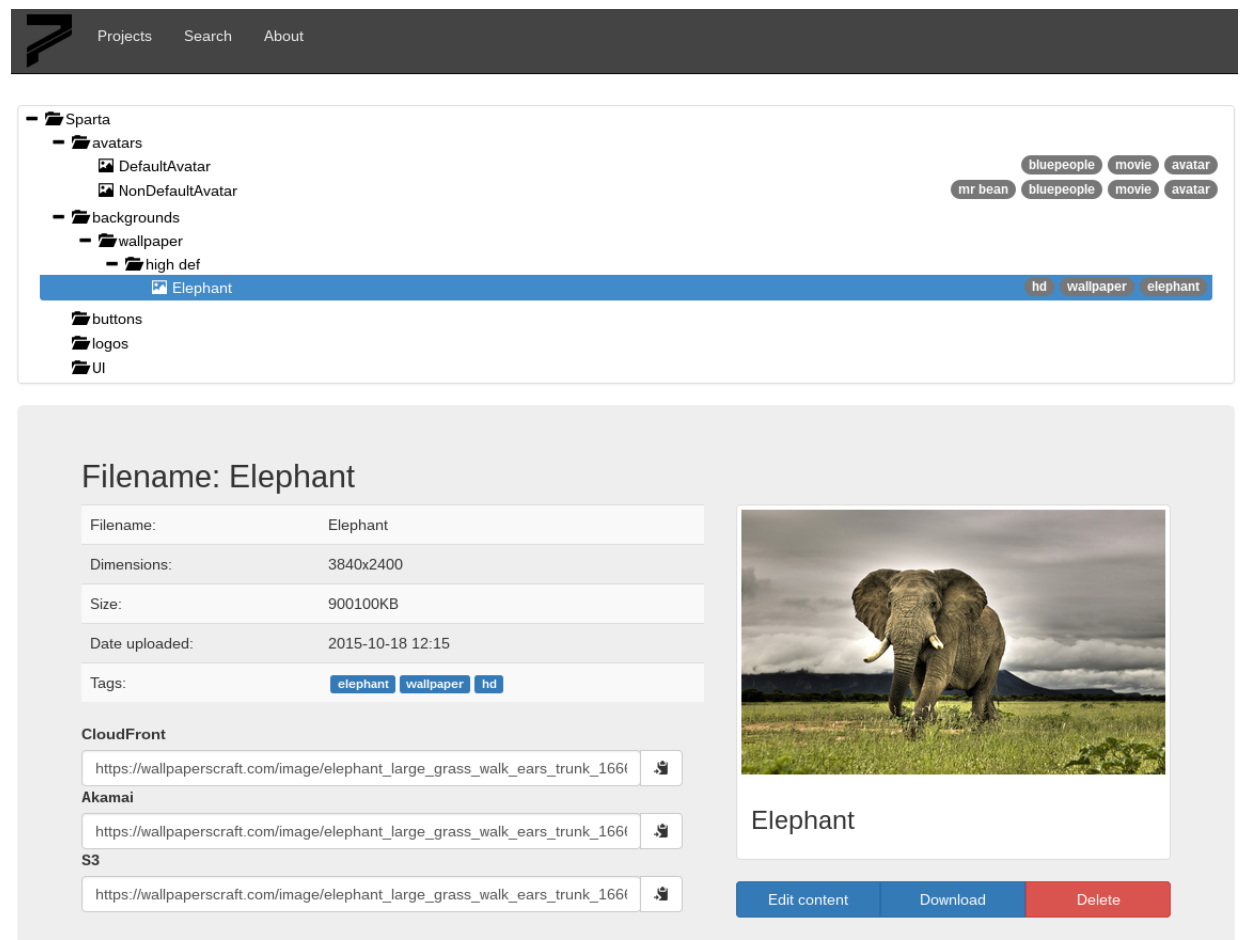 Projects Search About
Sparta
avatars
DefaultAvatar bluepeople movie avatar
NonDefaultAvatar mr bean bluepeople movie avatar
backgrounds
wallpaper
high def
Elephant hd wallpaper elephant
buttons
logos
UI
Filename: Elephant
Filename: Elephant
Dimensions: 3840x2400
Size: 900100KB
Date uploaded: 2015-10-18 12:15
Tags: elephant wallpaper hd
CloudFront
https://wallpaperscraft.com/image/elephant_large_grass_walk_ears_trunk_1666
Akamai
https://wallpaperscraft.com/image/elephant_large_grass_walk_ears_trunk_1666
S3
https://wallpaperscraft.com/image/elephant_large_grass_walk_ears_trunk_1666
Elephant
Edit content Download Delete